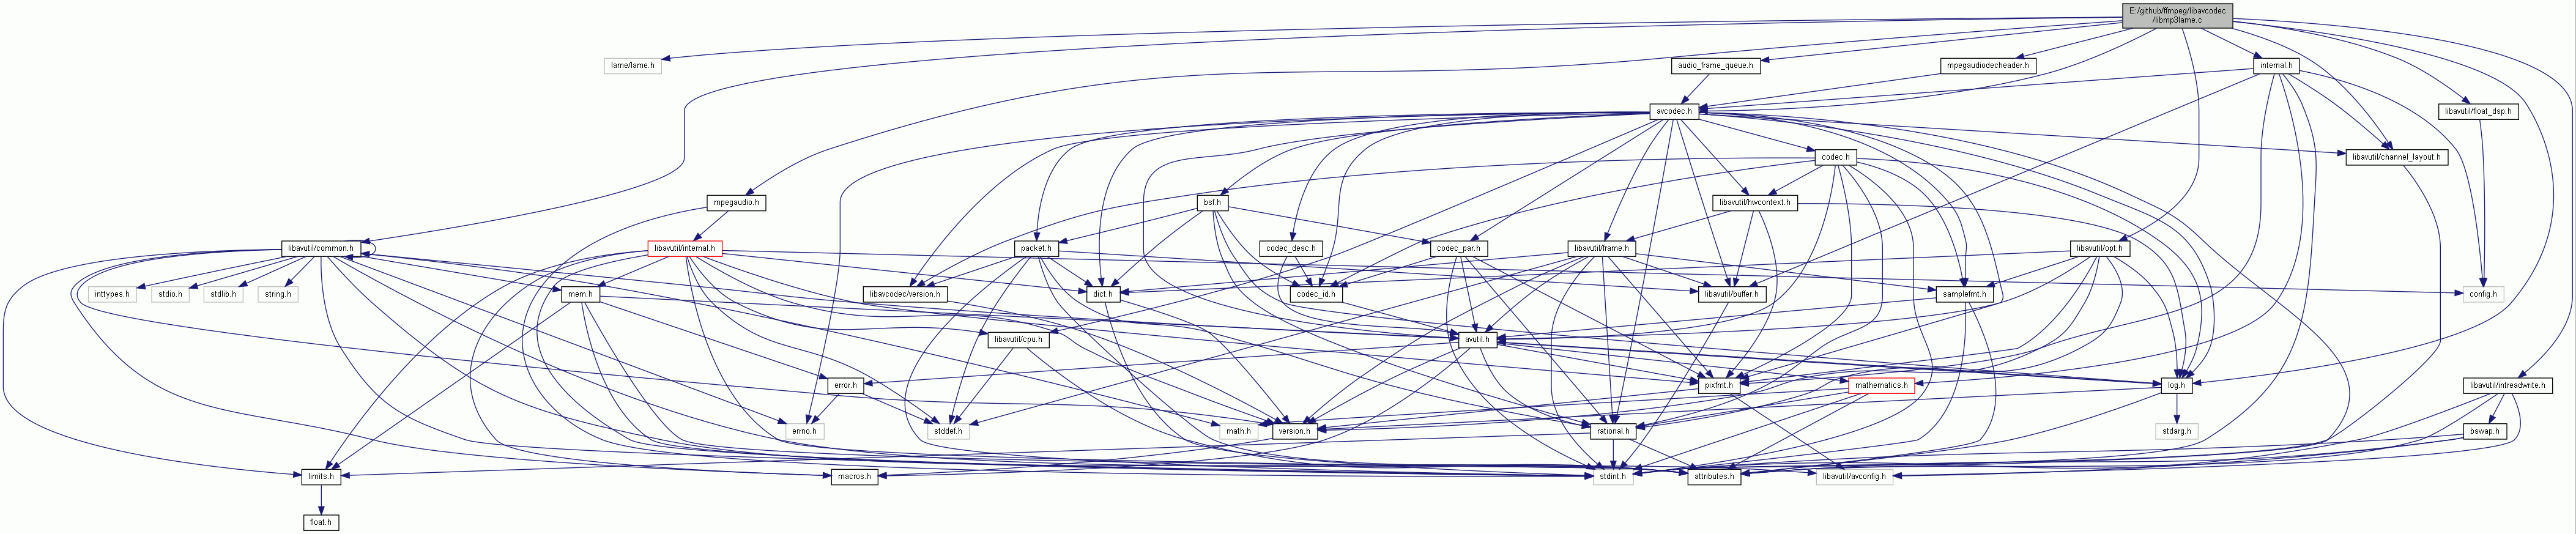 E:/github/ffmpeg/libavcodec
/libmp3lame.c
lame/lame.h
audio_frame_queue.h
mpegaudiodecheader.h
internal.h
avcodec.h
libavutil/float_dsp.h
codec.h
libavutil/channel_layout.h
mpegaudio.h
bsf.h
libavutil/hwcontext.h
libavutil/common.h
libavutil/internal.h
packet.h
codec_desc.h
codec_par.h
libavutil/frame.h
libavutil/opt.h
inttypes.h
stdio.h
stdlib.h
string.h
mem.h
libavcodec/version.h
dict.h
codec_id.h
libavutil/buffer.h
samplefmt.h
config.h
libavutil/cpu.h
avutil.h
error.h
pixfmt.h
mathematics.h
log.h
libavutil/intreadwrite.h
errno.h
stddef.h
math.h
version.h
rational.h
stdarg.h
bswap.h
limits.h
macros.h
stdint.h
attributes.h
libavutil/avconfig.h
float.h